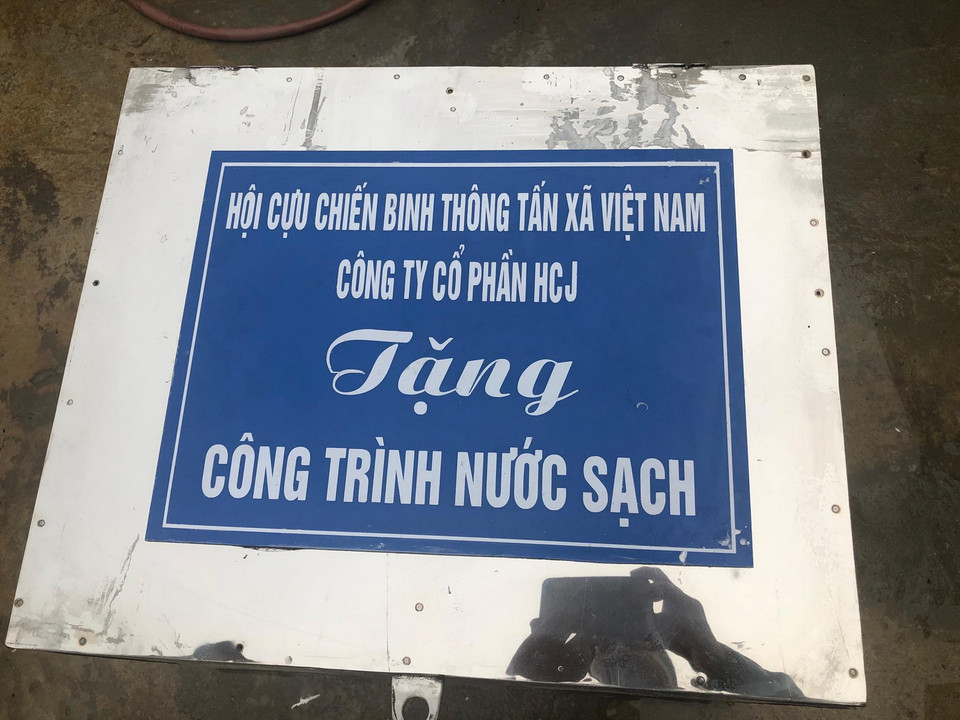 HỘI CỰU CHIẾN BINH THÔNG TẤN XÃ VIỆT NAM
CÔNG TY CỔ PHẦN HCJ
Tặng
CÔNG TRÌNH NƯỚC SẠCH